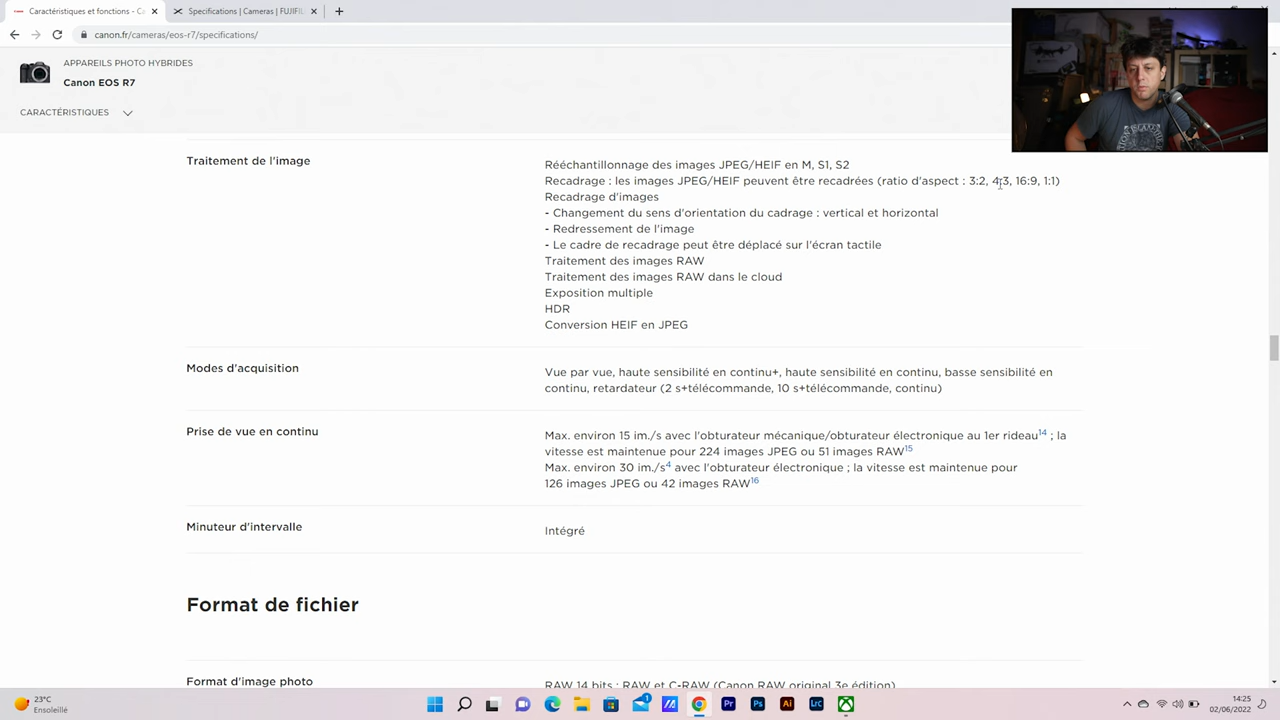 Caractéristiques et fonctions - Ca
Specifications | Cameras | FUJIFI
canon.fr/cameras/eos-r7/specifications/
APPAREILS PHOTO HYBRIDES
Canon EOS R7
CARACTÉRISTIQUES
Traitement de l'image
Rééchantillonnage des images JPEG/HEIF en M, S1, S2
Recadrage : les images JPEG/HEIF peuvent être recadrées (ratio d'aspect : 3:2, 4:3, 16:9, 1:1)
Recadrage d'images
- Changement du sens d'orientation du cadrage : vertical et horizontal
- Redressement de l'image
- Le cadre de recadrage peut être déplacé sur l'écran tactile
Traitement des images RAW
Traitement des images RAW dans le cloud
Exposition multiple
HDR
Conversion HEIF en JPEG
Modes d'acquisition
Vue par vue, haute sensibilité en continu+, haute sensibilité en continu, basse sensibilité en
continu, retardateur (2 s+télécommande, 10 s+télécommande, continu)
Prise de vue en continu
Max. environ 15 im./s avec l'obturateur mécanique/obturateur électronique au 1er rideau14 ; la
vitesse est maintenue pour 224 images JPEG ou 51 images RAW15
Max. environ 30 im./s4 avec l'obturateur électronique ; la vitesse est maintenue pour
126 images JPEG ou 42 images RAW16
Minuteur d'intervalle
Intégré
Format de fichier
Format d'image photo
RAW 14 bits : RAW et C-RAW (Canon RAW original 3e édition)
23°C
Ensoleillé
1
Pr
Ps
Ai
Lrc
14:25
02/06/2022